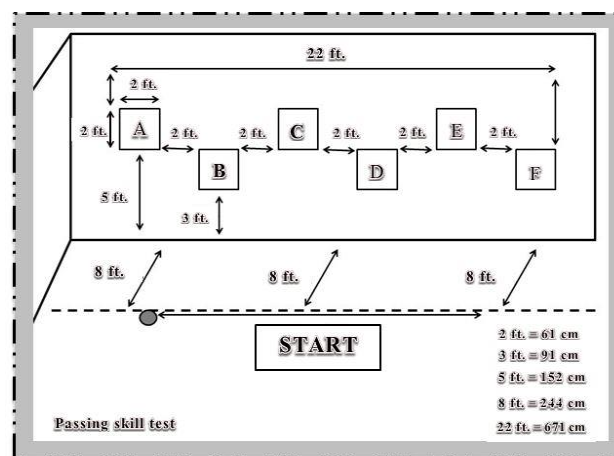 22 ft.
2 ft.
2 ft. A C E
2 ft. 2 ft. 2 ft. 2 ft. 2 ft.
B D F
5 ft.
3 ft.
8 ft. 8 ft. 8 ft.
START
2 ft. = 61 cm
3 ft. = 91 cm
5 ft. = 152 cm
8 ft. = 244 cm
22 ft. = 671 cm
Passing skill test